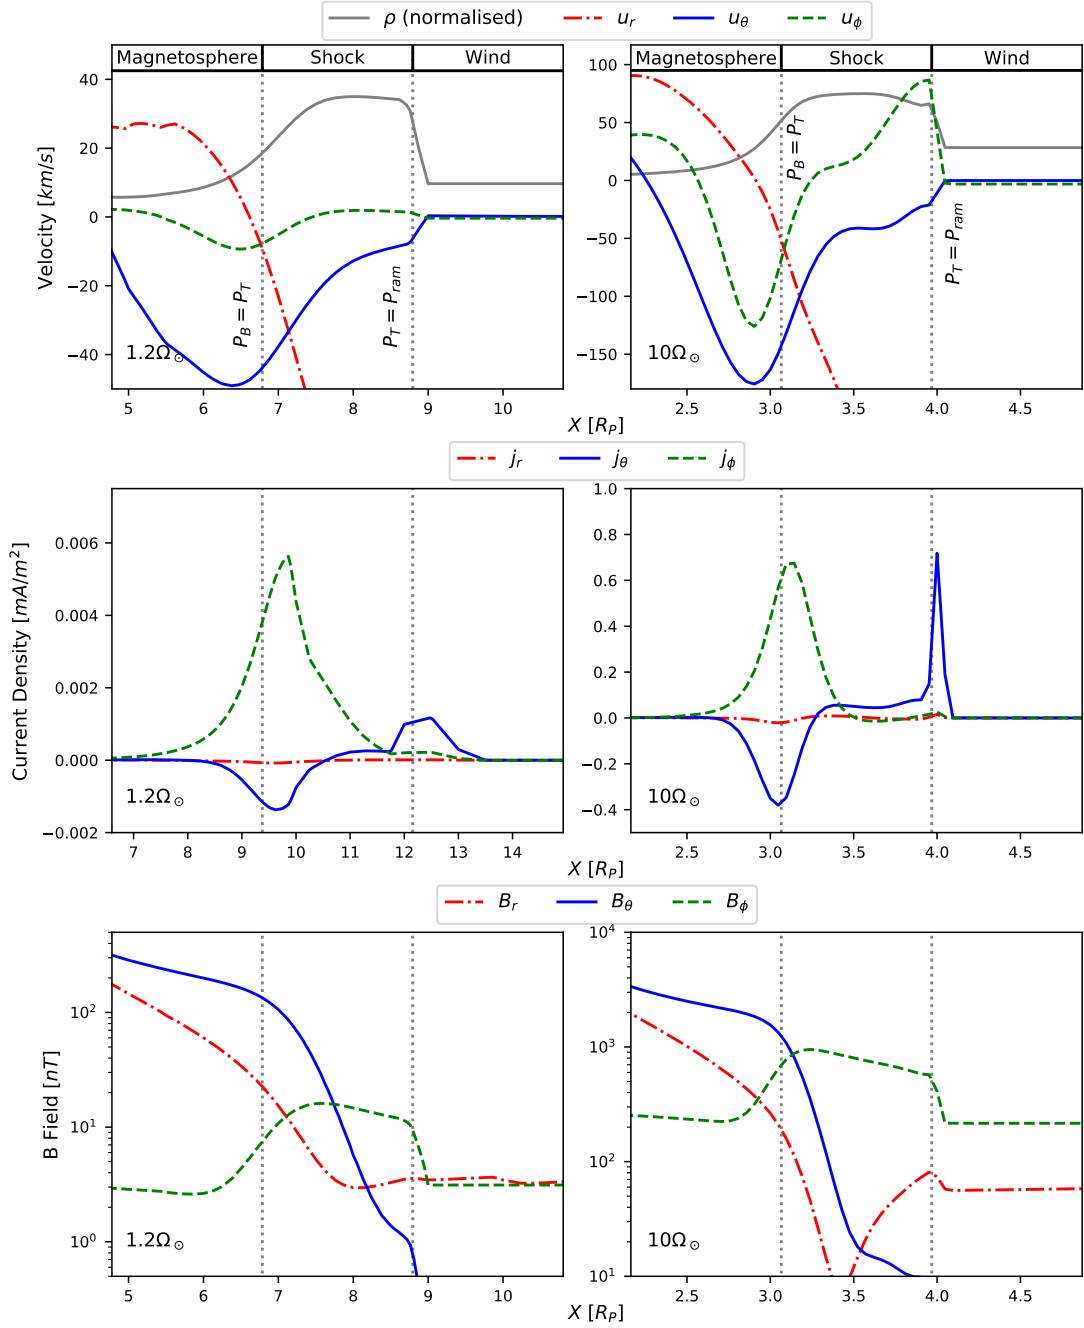 ρ (normalised) u_r u_θ u_ϕ
Magnetosphere Shock Wind
Magnetosphere Shock Wind
Velocity [km/s]
40
20
0
−20
−40
P_B = P_T
P_T = P_ram
1.2Ω⊙
5 6 7 8 9 10
100
50
0
−50
−100
−150
P_B = P_T
P_T = P_ram
10Ω⊙
2.5 3.0 3.5 4.0 4.5
X [R_P]
j_r j_θ j_ϕ
Current Density [mA/m²]
0.006
0.004
0.002
0.000
−0.002
1.2Ω⊙
7 8 9 10 11 12 13 14
1.0
0.8
0.6
0.4
0.2
0.0
−0.2
−0.4
10Ω⊙
2.5 3.0 3.5 4.0 4.5
X [R_P]
B_r B_θ B_ϕ
B Field [nT]
10²
10¹
10⁰
1.2Ω⊙
5 6 7 8 9 10
10⁴
10³
10²
10¹
10Ω⊙
2.5 3.0 3.5 4.0 4.5
X [R_P]